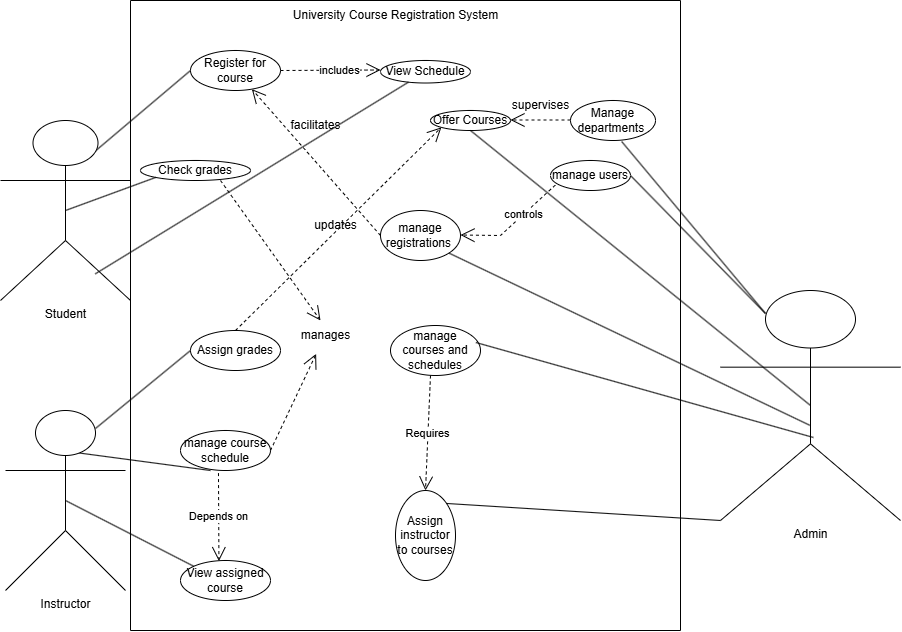 University Course Registration System
Register for
course
includes
View Schedule
supervises
Offer Courses
Manage
departments
facilitates
Check grades
manage users
controls
updates
manage
registrations
Student
manages
Assign grades
manage
courses and
schedules
Requires
manage course
schedule
Depends on
Assign
instructor
to courses
Admin
View assigned
course
Instructor